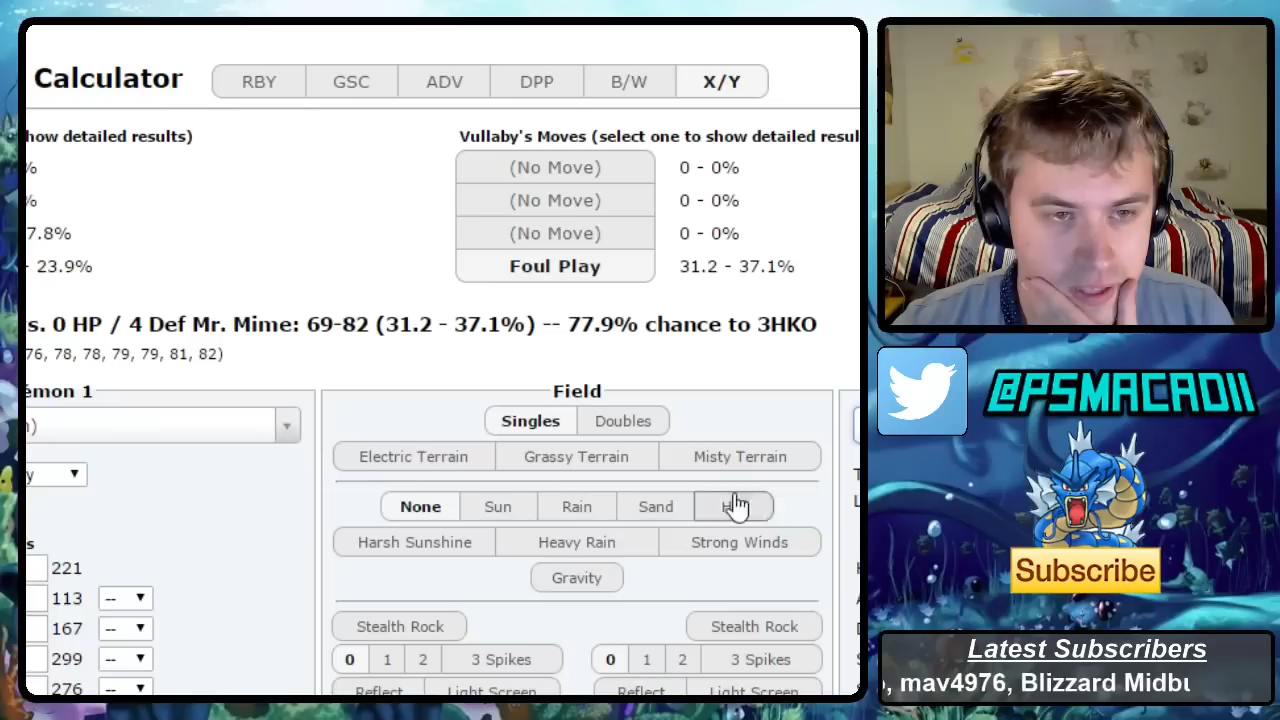 Calculator RBY GSC ADV DPP B/W X/Y
how detailed results) Vullaby's Moves (select one to show detailed resul
% (No Move) 0 - 0%
% (No Move) 0 - 0%
7.8% (No Move) 0 - 0%
- 23.9% Foul Play 31.2 - 37.1%
s. 0 HP / 4 Def Mr. Mime: 69-82 (31.2 - 37.1%) -- 77.9% chance to 3HKO
76, 78, 78, 79, 79, 81, 82)
émon 1 Field
Singles Doubles
Electric Terrain Grassy Terrain Misty Terrain
None Sun Rain Sand
Harsh Sunshine Heavy Rain Strong Winds
Gravity
s
221
113 --
167 --
299 --
276 --
Stealth Rock Stealth Rock
0 1 2 3 Spikes 0 1 2 3 Spikes
Reflect Light Screen Reflect Light Screen
@PSMACADII
Subscribe
Latest Subscribers
, mav4976, Blizzard Midbu